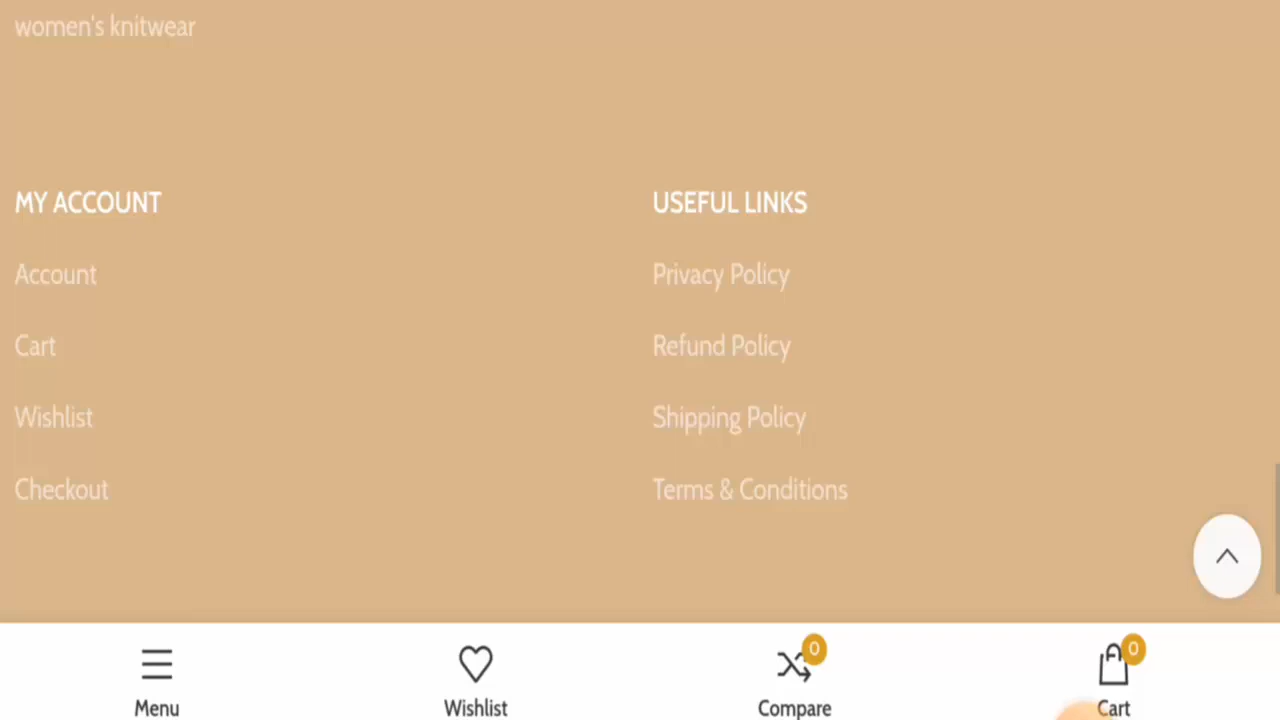 women's knitwear
MY ACCOUNT
Account
Cart
Wishlist
Checkout
USEFUL LINKS
Privacy Policy
Refund Policy
Shipping Policy
Terms & Conditions
Menu
Wishlist
0
Compare
0
Cart